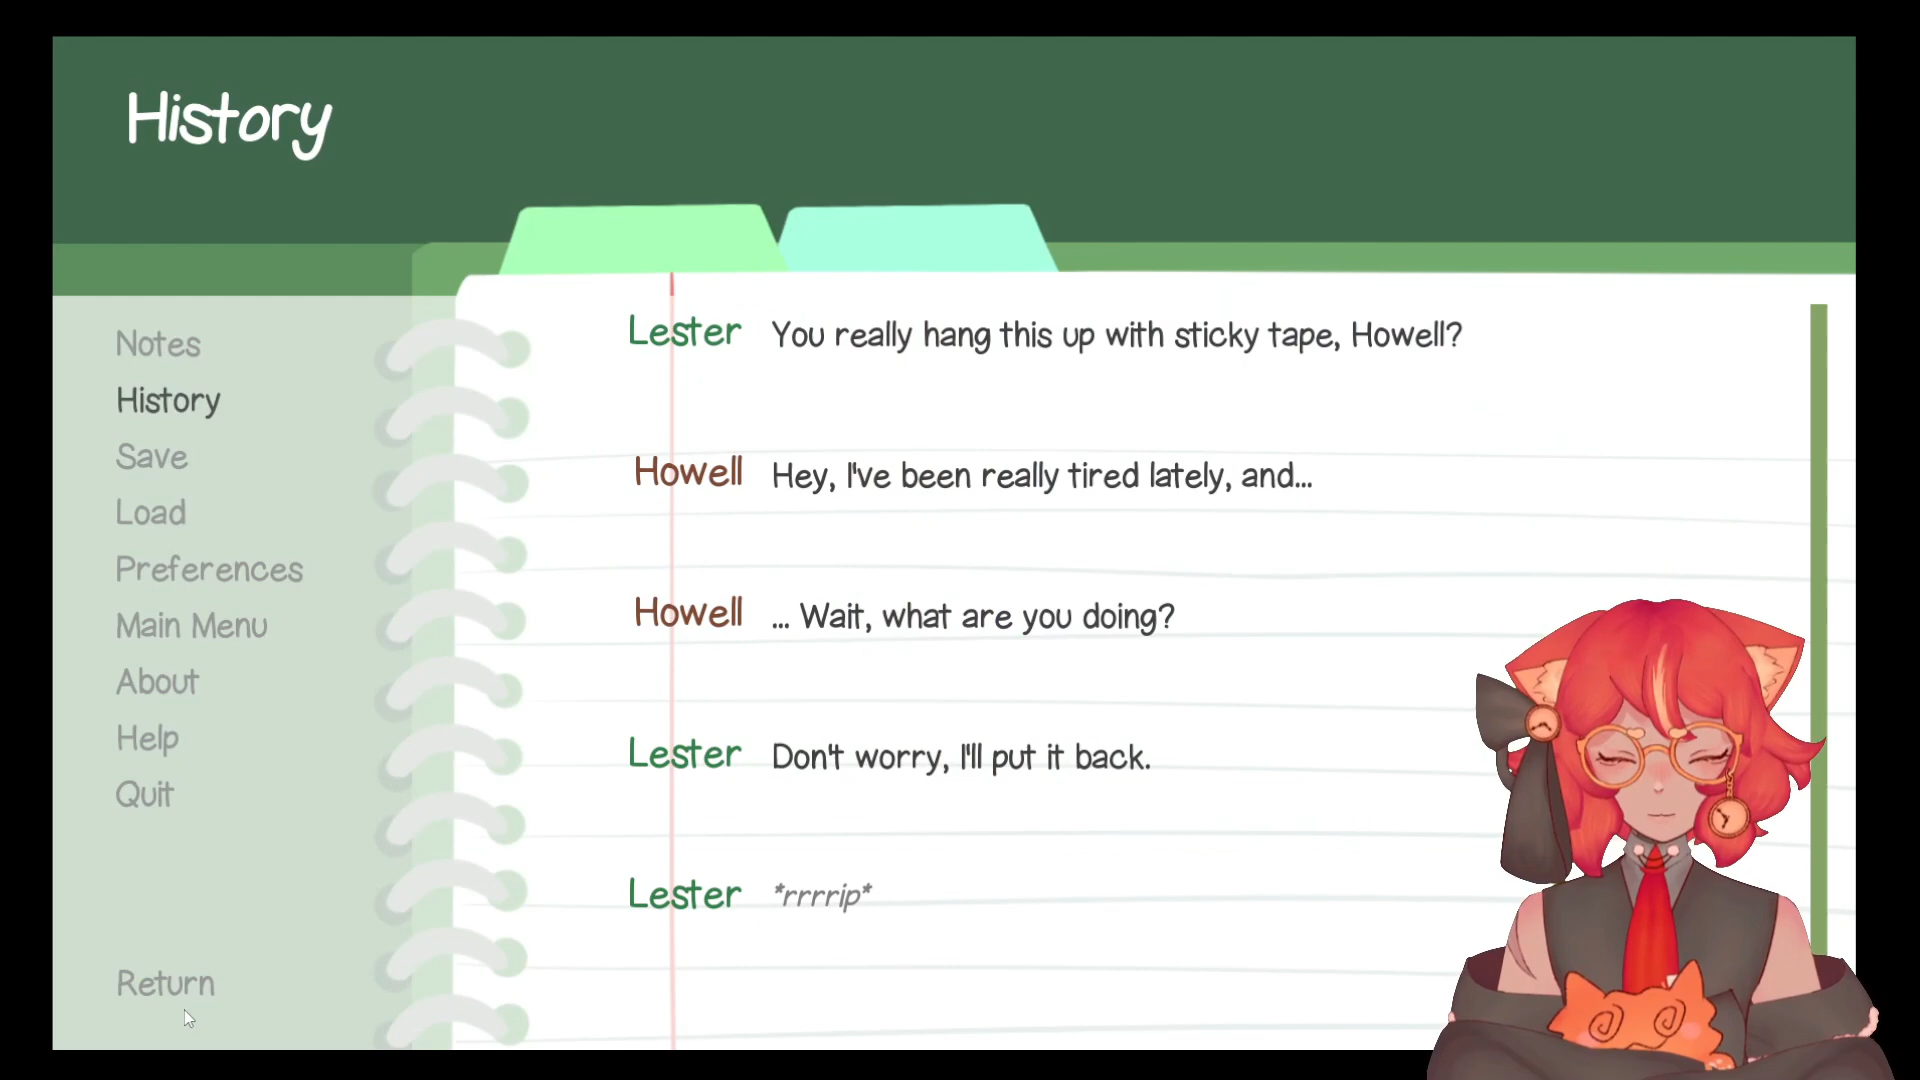 History
Notes
History
Save
Load
Preferences
Main Menu
About
Help
Quit
Return
Lester You really hang this up with sticky tape, Howell?
Howell Hey, I've been really tired lately, and...
Howell ... Wait, what are you doing?
Lester Don't worry, I'll put it back.
Lester *rrrrip*